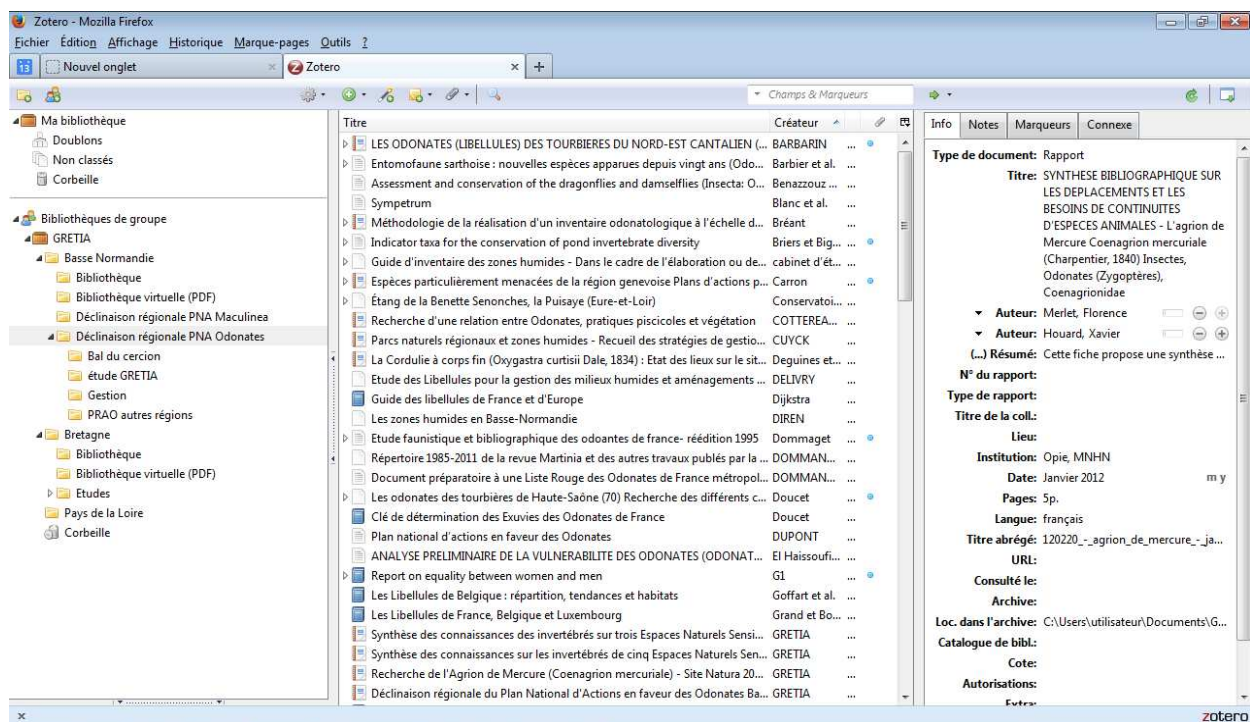 Zotero - Mozilla Firefox
Fichier Édition Affichage Historique Marque-pages Outils ?
13 Nouvel onglet × Zotero × +
Champs & Marqueurs
Ma bibliothèque
Doublons
Non classés
Corbeille
Bibliothèques de groupe
GRETIA
Basse Normandie
Bibliothèque
Bibliothèque virtuelle (PDF)
Déclinaison régionale PNA Maculinea
Déclinaison régionale PNA Odonates
Bal du cercion
étude GRETIA
Gestion
PRAO autres régions
Bretagne
Bibliothèque
Bibliothèque virtuelle (PDF)
Etudes
Pays de la Loire
Corbeille
Titre Créateur
LES ODONATES (LIBELLULES) DES TOURBIERES DU NORD-EST CANTALIEN (... BARBARIN ...
Entomofaune sarthoise : nouvelles espèces apparues depuis vingt ans (Odo... Barbier et al. ...
Assessment and conservation of the dragonflies and damselflies (Insecta: O... Benazzouz ... ...
Sympetrum Blanc et al. ...
Méthodologie de la réalisation d'un inventaire odonatologique à l'échelle d... Bréant ...
Indicator taxa for the conservation of pond invertebrate diversity Briers et Big... ...
Guide d'inventaire des zones humides - Dans le cadre de l'élaboration ou de... cabinet d'ét... ...
Espèces particulièrement menacées de la région genevoise Plans d'actions p... Carron ...
Étang de la Benette Senonches, la Puisaye (Eure-et-Loir) Conservatoi... ...
Recherche d'une relation entre Odonates, pratiques piscicoles et végétation COTTEREA... ...
Parcs naturels régionaux et zones humides - Recueil des stratégies de gestio... CUYCK ...
La Cordulie à corps fin (Oxygastra curtisii Dale, 1834) : Etat des lieux sur le sit... Deguines et... ...
Etude des Libellules pour la gestion des milieux humides et aménagements ... DELIVRY ...
Guide des libellules de France et d'Europe Dijkstra ...
Les zones humides en Basse-Normandie DIREN ...
Etude faunistique et bibliographique des odoantes de france- réédition 1995 Dommaget ...
Répertoire 1985-2011 de la revue Martinia et des autres travaux publés par la ... DOMMAN... ...
Document préparatoire à une Liste Rouge des Odonates de France métropol... DOMMAN... ...
Les odonates des tourbières de Haute-Saône (70) Recherche des différents c... Doucet ...
Clé de détermination des Exuvies des Odonates de France Doucet ...
Plan national d'actions en faveur des Odonates DUPONT ...
ANALYSE PRELIMINAIRE DE LA VULNERABILITE DES ODONATES (ODONAT... El Haissoufi... ...
Report on equality between women and men G1 ...
Les Libellules de Belgique : répartition, tendances et habitats Goffart et al. ...
Les Libellules de France, Belgique et Luxembourg Grand et Bo... ...
Synthèse des connaissances des invertébrés sur trois Espaces Naturels Sensi... GRETIA ...
Synthèse des connaissances sur les invertébrés de cinq Espaces Naturels Sen... GRETIA ...
Recherche de l'Agrion de Mercure (Coenagrion mercuriale) - Site Natura 20... GRETIA ...
Déclinaison régionale du Plan National d'Actions en faveur des Odonates Ba... GRETIA ...
Info Notes Marqueurs Connexe
Type de document: Rapport
Titre: SYNTHESE BIBLIOGRAPHIQUE SUR
LES DEPLACEMENTS ET LES
BESOINS DE CONTINUITES
D'ESPECES ANIMALES - L'agrion de
Mercure Coenagrion mercuriale
(Charpentier, 1840) Insectes,
Odonates (Zygoptères),
Coenagrionidae
Auteur: Merlet, Florence
Auteur: Houard, Xavier
(...) Résumé: Cette fiche propose une synthèse ...
N° du rapport:
Type de rapport:
Titre de la coll.:
Lieu:
Institution: Opie, MNHN
Date: Janvier 2012 m y
Pages: 5p.
Langue: français
Titre abrégé: 120220_-_agrion_de_mercure_-_ja...
URL:
Consulté le:
Archive:
Loc. dans l'archive: C:\Users\utilisateur\Documents\G...
Catalogue de bibl.:
Cote:
Autorisations:
Extra:
× zotero